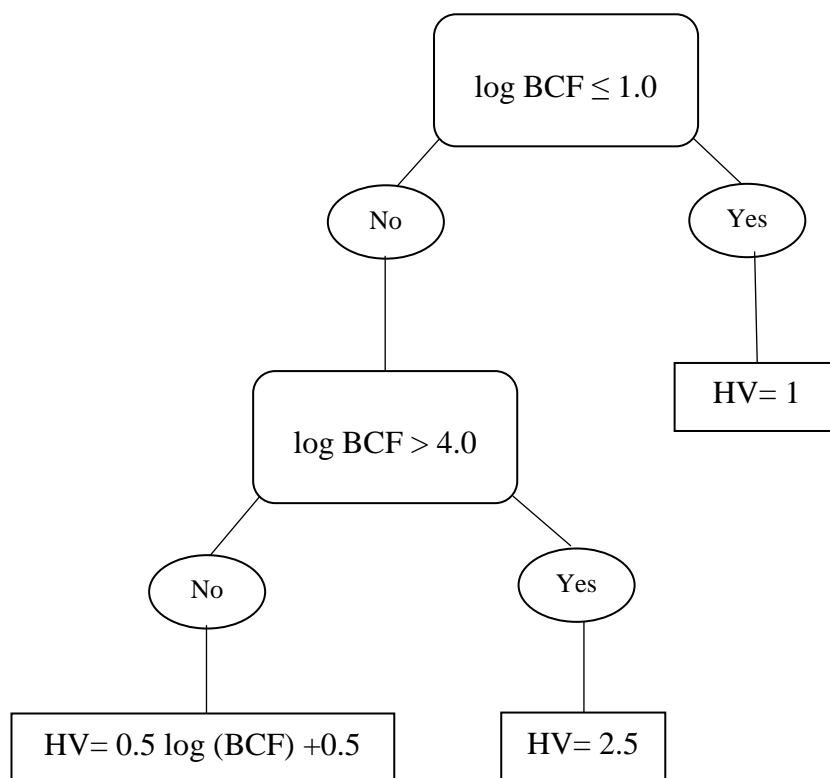 log BCF ≤ 1.0
No
Yes
HV= 1
log BCF > 4.0
No
Yes
HV= 0.5 log (BCF) +0.5
HV= 2.5